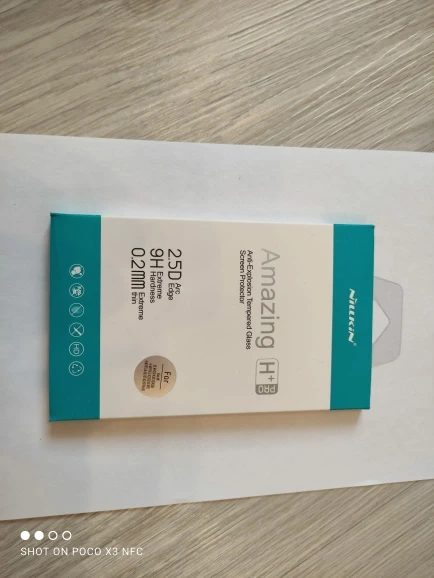 NILLKIN
Amazing H+ PRO
Anti-Explosion Tempered Glass
Screen Protector
2.5D Arc Edge
9H Extreme Hardness
0.2mm Extreme thin
For
HD
SHOT ON POCO X3 NFC